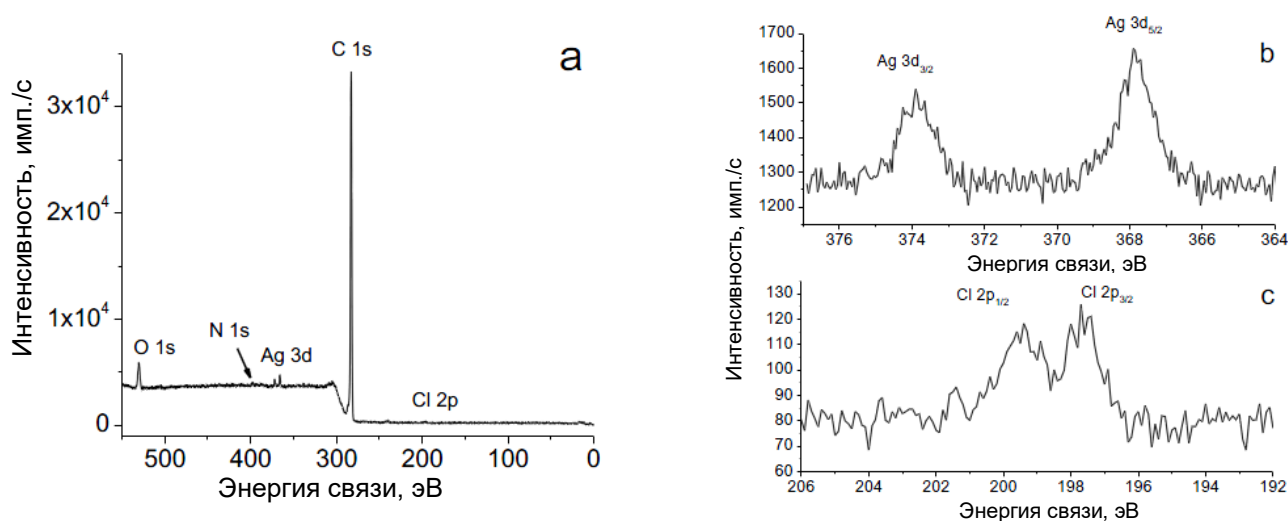 a
C 1s
O 1s
N 1s
Ag 3d
Cl 2p
3x10⁴
2x10⁴
1x10⁴
0
500 400 300 200 100 0
Интенсивность, имп./с
Энергия связи, эВ
b
Ag 3d₃/₂
Ag 3d₅/₂
1700
1600
1500
1400
1300
1200
376 374 372 370 368 366 364
Энергия связи, эВ
Интенсивность, имп./с
c
Cl 2p₁/₂
Cl 2p₃/₂
130
120
110
100
90
80
70
60
206 204 202 200 198 196 194 192
Энергия связи, эВ